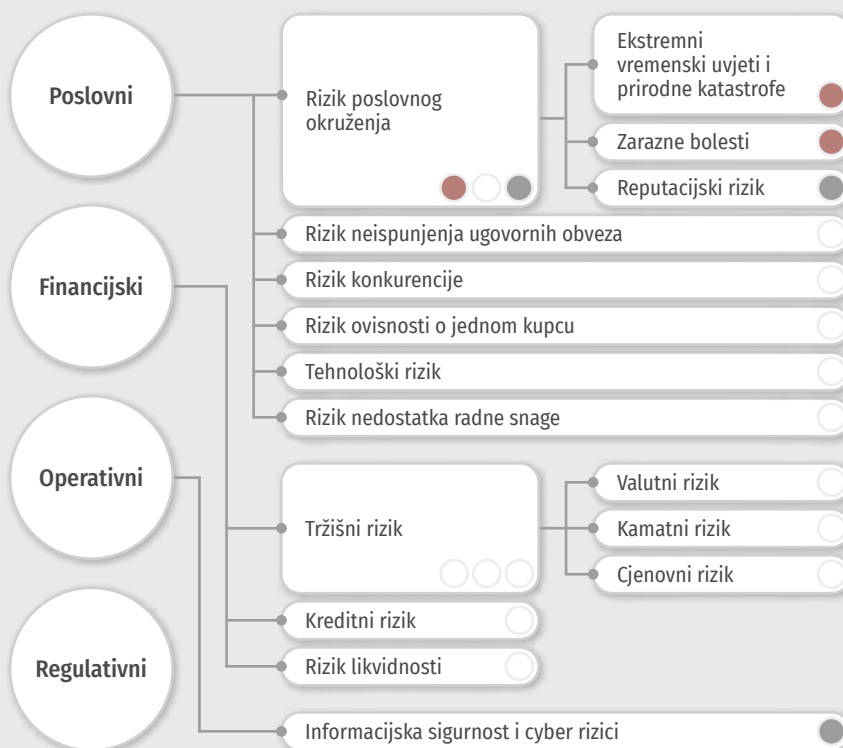 Poslovni
Rizik poslovnog
okruženja
Ekstremni
vremenski uvjeti i
prirodne katastrofe
Zarazne bolesti
Reputacijski rizik
Rizik neispunjenja ugovornih obveza
Financijski
Rizik konkurencije
Rizik ovisnosti o jednom kupcu
Tehnološki rizik
Rizik nedostatka radne snage
Operativni
Tržišni rizik
Valutni rizik
Kamatni rizik
Cjenovni rizik
Kreditni rizik
Rizik likvidnosti
Regulativni
Informacijska sigurnost i cyber rizici